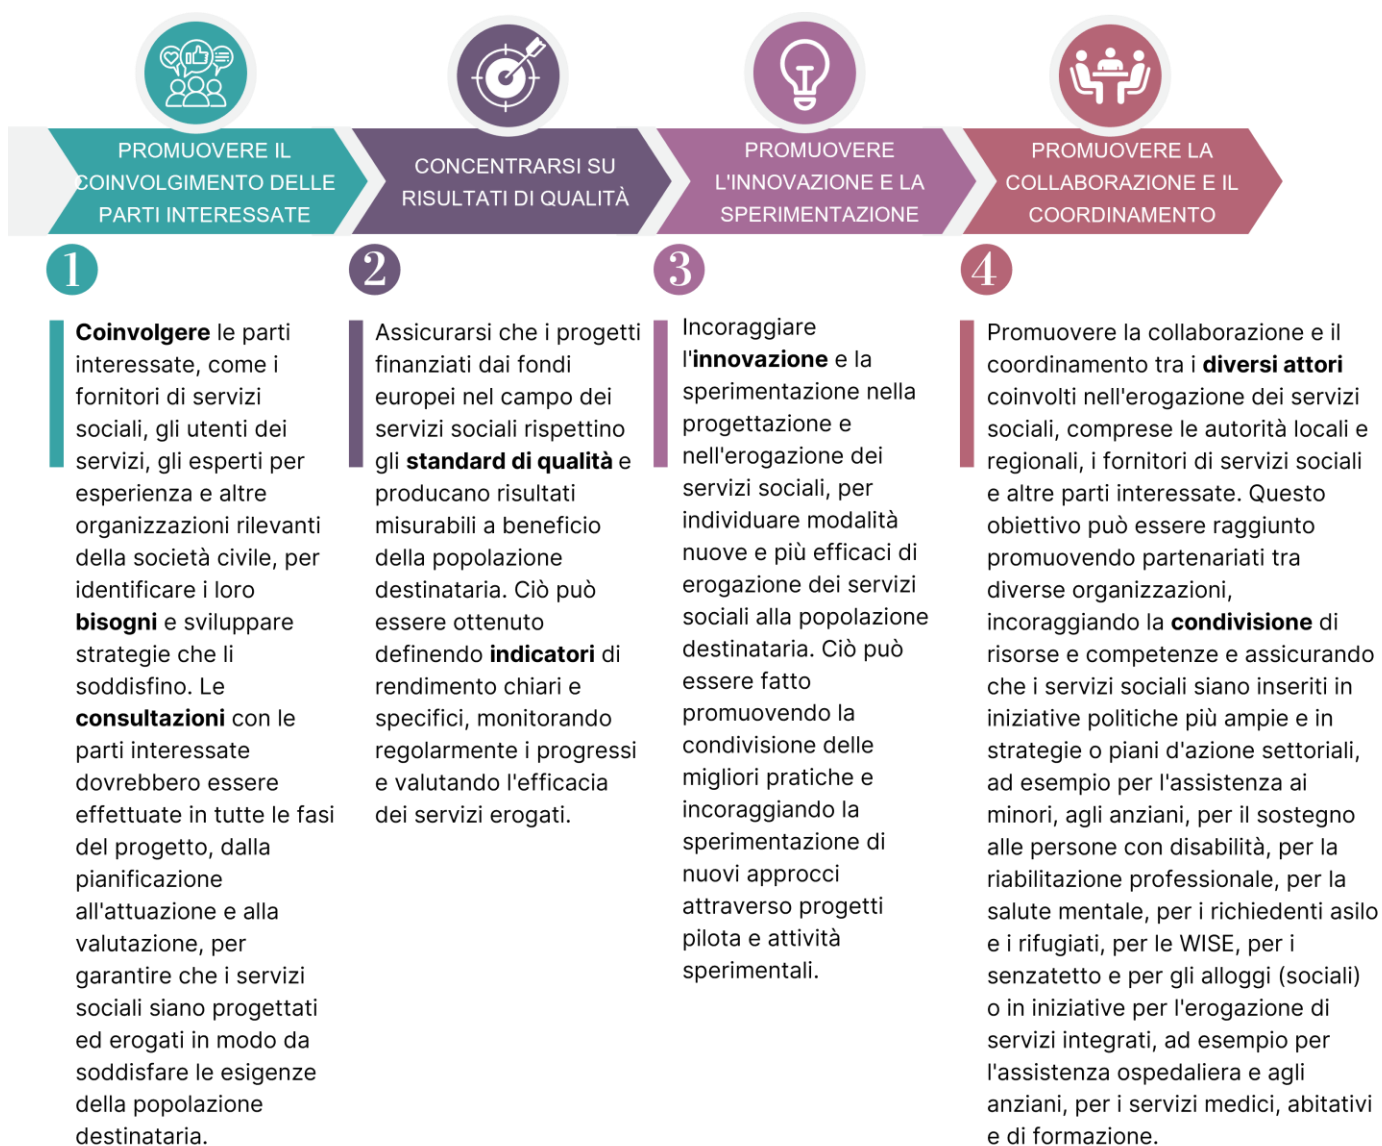 PROMUOVERE IL
COINVOLGIMENTO DELLE
PARTI INTERESSATE
CONCENTRARSI SU
RISULTATI DI QUALITÀ
PROMUOVERE
L'INNOVAZIONE E LA
SPERIMENTAZIONE
PROMUOVERE LA
COLLABORAZIONE E IL
COORDINAMENTO
1
Coinvolgere le parti
interessate, come i
fornitori di servizi
sociali, gli utenti dei
servizi, gli esperti per
esperienza e altre
organizzazioni rilevanti
della società civile, per
identificare i loro
bisogni e sviluppare
strategie che li
soddisfino. Le
consultazioni con le
parti interessate
dovrebbero essere
effettuate in tutte le fasi
del progetto, dalla
pianificazione
all'attuazione e alla
valutazione, per
garantire che i servizi
sociali siano progettati
ed erogati in modo da
soddisfare le esigenze
della popolazione
destinataria.
2
Assicurarsi che i progetti
finanziati dai fondi
europei nel campo dei
servizi sociali rispettino
gli standard di qualità e
producano risultati
misurabili a beneficio
della popolazione
destinataria. Ciò può
essere ottenuto
definendo indicatori di
rendimento chiari e
specifici, monitorando
regolarmente i progressi
e valutando l'efficacia
dei servizi erogati.
3
Incoraggiare
l'innovazione e la
sperimentazione nella
progettazione e
nell'erogazione dei
servizi sociali, per
individuare modalità
nuove e più efficaci di
erogazione dei servizi
sociali alla popolazione
destinataria. Ciò può
essere fatto
promuovendo la
condivisione delle
migliori pratiche e
incoraggiando la
sperimentazione di
nuovi approcci
attraverso progetti
pilota e attività
sperimentali.
4
Promuovere la collaborazione e il
coordinamento tra i diversi attori
coinvolti nell'erogazione dei servizi
sociali, comprese le autorità locali e
regionali, i fornitori di servizi sociali
e altre parti interessate. Questo
obiettivo può essere raggiunto
promuovendo partenariati tra
diverse organizzazioni,
incoraggiando la condivisione di
risorse e competenze e assicurando
che i servizi sociali siano inseriti in
iniziative politiche più ampie e in
strategie o piani d'azione settoriali,
ad esempio per l'assistenza ai
minori, agli anziani, per il sostegno
alle persone con disabilità, per la
riabilitazione professionale, per la
salute mentale, per i richiedenti asilo
e i rifugiati, per le WISE, per i
senzatetto e per gli alloggi (sociali)
o in iniziative per l'erogazione di
servizi integrati, ad esempio per
l'assistenza ospedaliera e agli
anziani, per i servizi medici, abitativi
e di formazione.